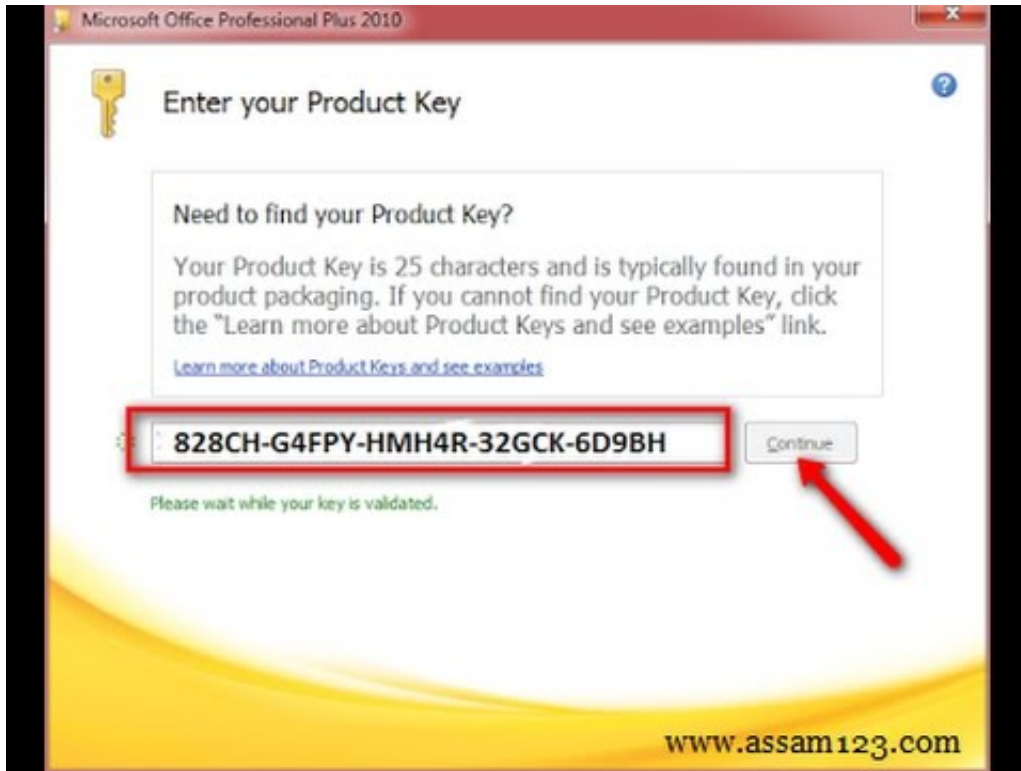 Microsoft Office Professional Plus 2010
Enter your Product Key
Need to find your Product Key?
Your Product Key is 25 characters and is typically found in your
product packaging. If you cannot find your Product Key, click
the "Learn more about Product Keys and see examples" link.
Learn more about Product Keys and see examples
828CH-G4FPY-HMH4R-32GCK-6D9BH
Continue
Please wait while your key is validated.
www.assam123.com